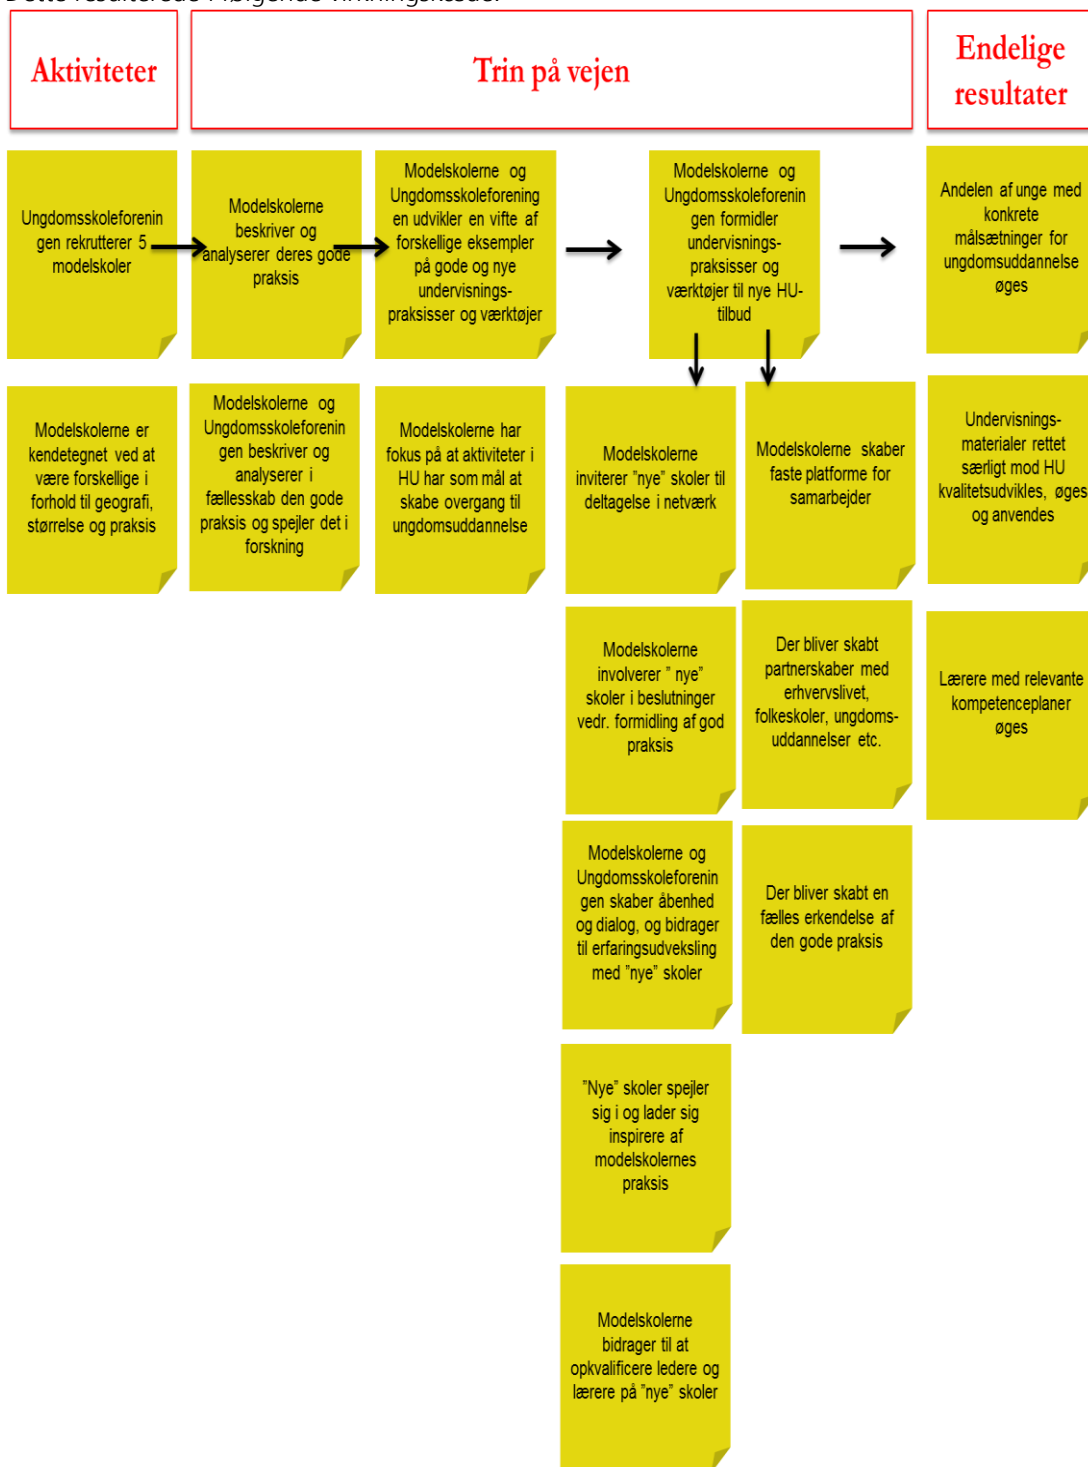 Dette resulterede i følgende virkningskæde:
Aktiviteter
Trin på vejen
Endelige
resultater
Ungdomsskoleforenin
gen rekrutterer 5
modelskoler
Modelskolerne
beskriver og
analyserer deres gode
praksis
Modelskolerne og
Ungdomsskoleforening
en udvikler en vifte af
forskellige eksempler
på gode og nye
undervisnings-
praksisser og værktøjer
Modelskolerne og
Ungdomsskoleforenin
gen formidler
undervisnings-
praksisser og
værktøjer til nye HU-
tilbud
Andelen af unge med
konkrete
målsætninger for
ungdomsuddannelse
øges
Modelskolerne er
kendetegnet ved at
være forskellige i
forhold til geografi,
størrelse og praksis
Modelskolerne og
Ungdomsskoleforenin
gen beskriver og
analyserer i
fællesskab den gode
praksis og spejler det i
forskning
Modelskolerne har
fokus på at aktiviteter i
HU har som mål at
skabe overgang til
ungdomsuddannelse
Modelskolerne
inviterer "nye" skoler til
deltagelse i netværk
Modelskolerne skaber
faste platforme for
samarbejder
Undervisnings-
materialer rettet
særligt mod HU
kvalitetsudvikles, øges
og anvendes
Modelskolerne
involverer " nye"
skoler i beslutninger
vedr. formidling af god
praksis
Der bliver skabt
partnerskaber med
erhvervslivet,
folkeskoler, ungdoms-
uddannelser etc.
Lærere med relevante
kompetenceplaner
øges
Modelskolerne og
Ungdomsskoleforenin
gen skaber åbenhed
og dialog, og bidrager
til erfaringsudveksling
med "nye" skoler
Der bliver skabt en
fælles erkendelse af
den gode praksis
"Nye" skoler spejler
sig i og lader sig
inspirere af
modelskolernes
praksis
Modelskolerne
bidrager til at
opkvalificere ledere og
lærere på "nye" skoler